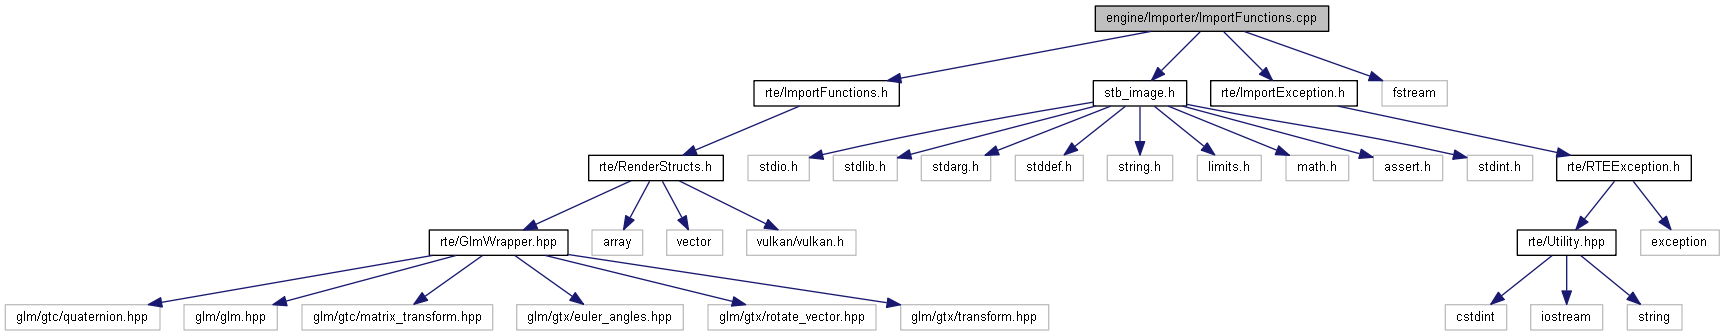 engine/Importer/ImportFunctions.cpp
rte/ImportFunctions.h
stb_image.h
rte/ImportException.h
fstream
stdio.h
stdlib.h
stdarg.h
stddef.h
string.h
limits.h
math.h
assert.h
stdint.h
rte/RenderStructs.h
rte/RTEException.h
rte/GlmWrapper.hpp
array
vector
vulkan/vulkan.h
rte/Utility.hpp
exception
glm/gtc/quaternion.hpp
glm/glm.hpp
glm/gtc/matrix_transform.hpp
glm/gtx/euler_angles.hpp
glm/gtx/rotate_vector.hpp
glm/gtx/transform.hpp
cstdint
iostream
string